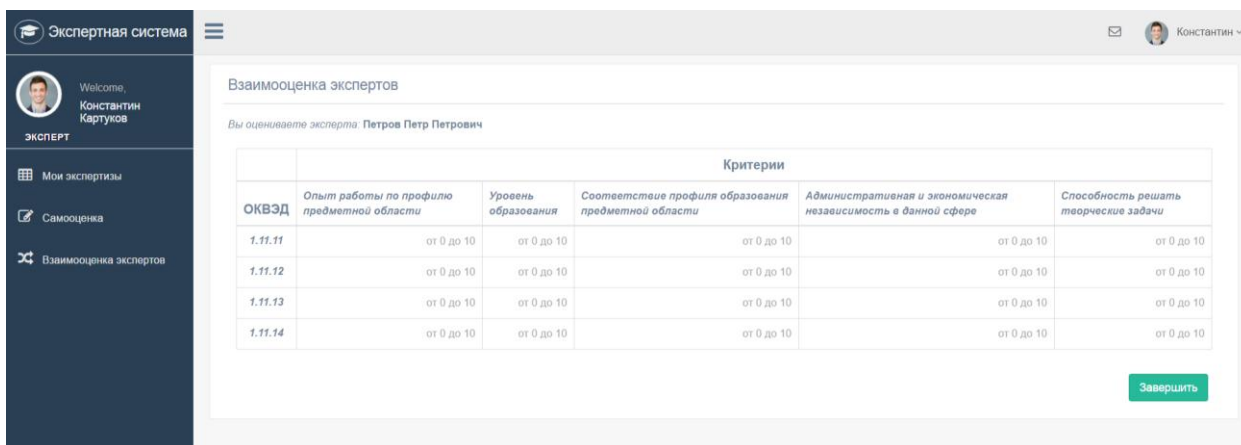 Экспертная система
Константин
Welcome,
Константин
Картуков
ЭКСПЕРТ
Мои экспертизы
Самооценка
Взаимооценка экспертов
Взаимооценка экспертов
Вы оцениваете эксперта: Петров Петр Петрович
Критерии
ОКВЭД
Опыт работы по профилю
предметной области
Уровень
образования
Соответствие профиля образования
предметной области
Административная и экономическая
независимость в данной сфере
Способность решать
творческие задачи
1.11.11 от 0 до 10 от 0 до 10 от 0 до 10 от 0 до 10 от 0 до 10
1.11.12 от 0 до 10 от 0 до 10 от 0 до 10 от 0 до 10 от 0 до 10
1.11.13 от 0 до 10 от 0 до 10 от 0 до 10 от 0 до 10 от 0 до 10
1.11.14 от 0 до 10 от 0 до 10 от 0 до 10 от 0 до 10 от 0 до 10
Завершить